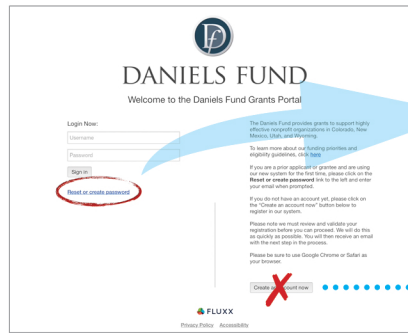 Df
DANIELS FUND
Welcome to the Daniels Fund Grants Portal
Login Now:
Username
Password
Sign in
Reset or create password
The Daniels Fund provides grants to support highly
effective nonprofit organizations in Colorado, New
Mexico, Utah, and Wyoming.
To learn more about our funding priorities and
eligibility guidelines, click here
If you are a prior applicant or grantee and are using
our new system for the first time, please click on the
Reset or create password link to the left and enter
your email when prompted.
If you do not have an account yet, please click on
the "Create an account now" button below to
register in our system.
Please note we must review and validate your
registration before you can proceed. We will do this
as quickly as possible. You will then receive an email
with the next step in the process.
Please be sure to use Google Chrome or Safari as
your browser.
Create an account now
FLUXX
Privacy Policy Accessibility